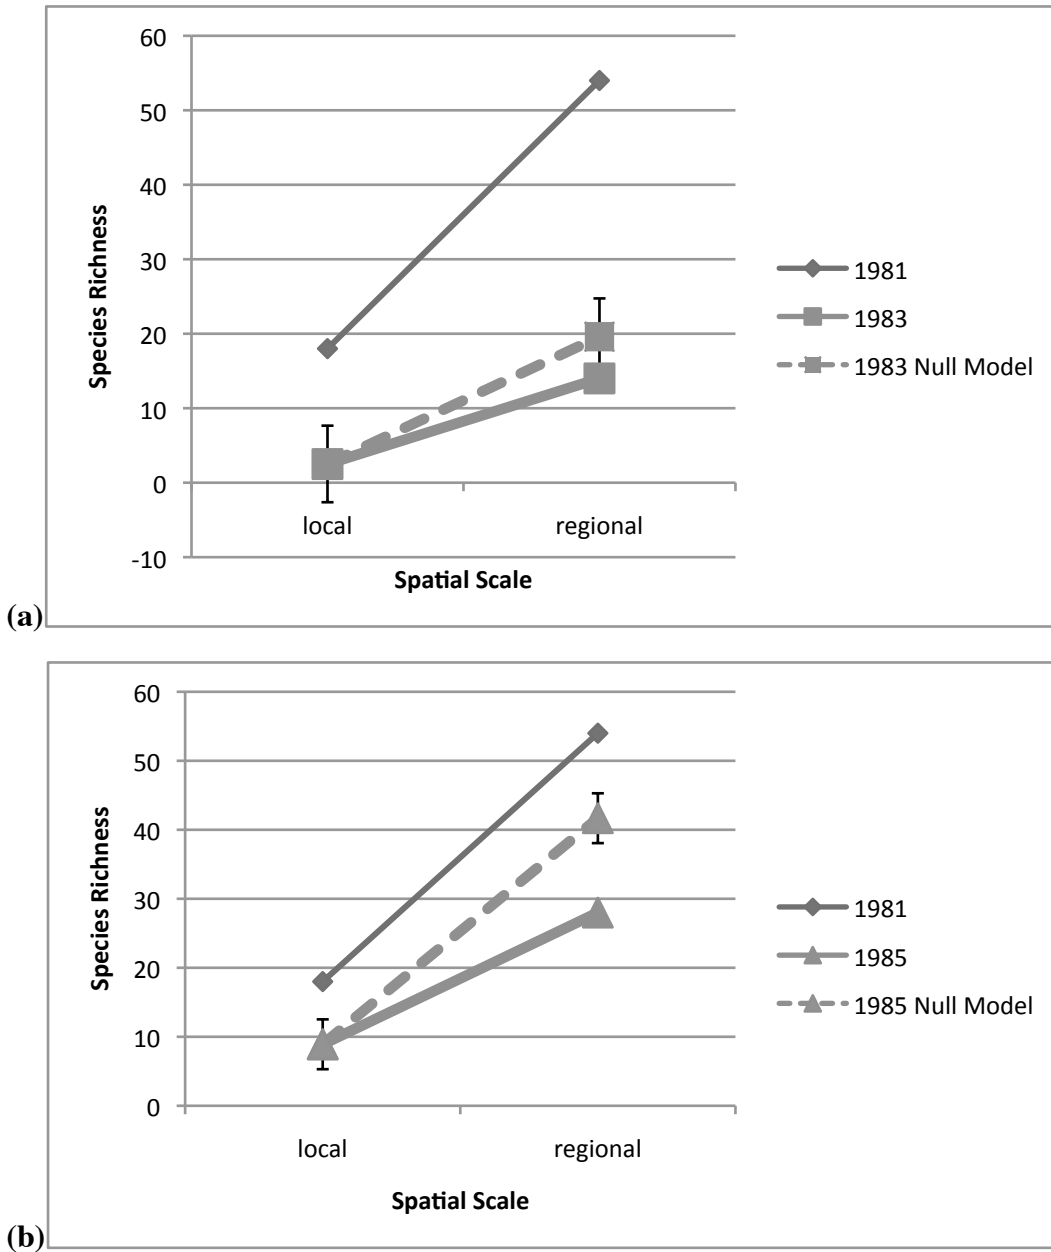 60
50
40
30
20
10
0
-10
Species Richness
local regional
Spatial Scale
1981
1983
1983 Null Model
(a)
60
50
40
30
20
10
0
Species Richness
local regional
Spatial Scale
1981
1985
1985 Null Model
(b)